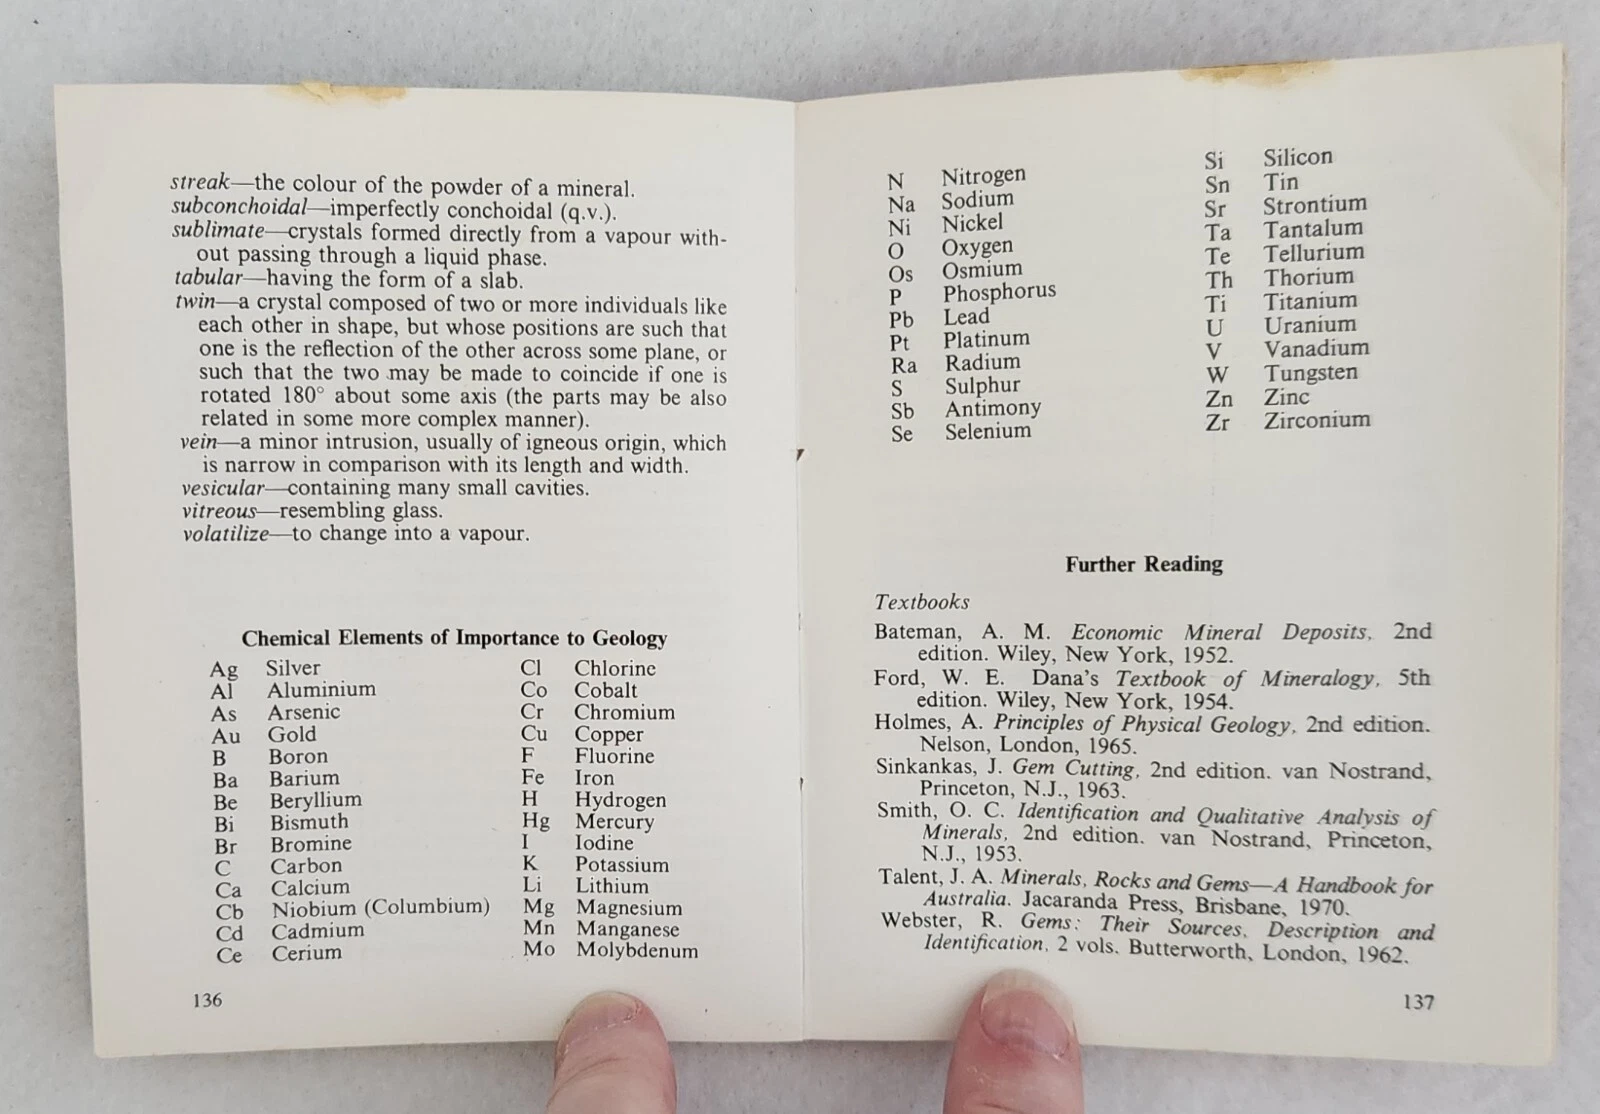 streak—the colour of the powder of a mineral.
subconchoidal—imperfectly conchoidal (q.v.).
sublimate—crystals formed directly from a vapour with-
out passing through a liquid phase.
tabular—having the form of a slab.
twin—a crystal composed of two or more individuals like
each other in shape, but whose positions are such that
one is the reflection of the other across some plane, or
such that the two may be made to coincide if one is
rotated 180° about some axis (the parts may be also
related in some more complex manner).
vein—a minor intrusion, usually of igneous origin, which
is narrow in comparison with its length and width.
vesicular—containing many small cavities.
vitreous—resembling glass.
volatilize—to change into a vapour.
Chemical Elements of Importance to Geology
Ag Silver
Al Aluminium
As Arsenic
Au Gold
B Boron
Ba Barium
Be Beryllium
Bi Bismuth
Br Bromine
C Carbon
Ca Calcium
Cb Niobium (Columbium)
Cd Cadmium
Ce Cerium
Cl Chlorine
Co Cobalt
Cr Chromium
Cu Copper
F Fluorine
Fe Iron
H Hydrogen
Hg Mercury
I Iodine
K Potassium
Li Lithium
Mg Magnesium
Mn Manganese
Mo Molybdenum
136
N Nitrogen
Na Sodium
Ni Nickel
O Oxygen
Os Osmium
P Phosphorus
Pb Lead
Pt Platinum
Ra Radium
S Sulphur
Sb Antimony
Se Selenium
Si Silicon
Sn Tin
Sr Strontium
Ta Tantalum
Te Tellurium
Th Thorium
Ti Titanium
U Uranium
V Vanadium
W Tungsten
Zn Zinc
Zr Zirconium
Further Reading
Textbooks
Bateman, A. M. Economic Mineral Deposits, 2nd
edition. Wiley, New York, 1952.
Ford, W. E. Dana's Textbook of Mineralogy, 5th
edition. Wiley, New York, 1954.
Holmes, A. Principles of Physical Geology, 2nd edition.
Nelson, London, 1965.
Sinkankas, J. Gem Cutting, 2nd edition. van Nostrand,
Princeton, N.J., 1963.
Smith, O. C. Identification and Qualitative Analysis of
Minerals, 2nd edition. van Nostrand, Princeton,
N.J., 1953.
Talent, J. A. Minerals, Rocks and Gems—A Handbook for
Australia. Jacaranda Press, Brisbane, 1970.
Webster, R. Gems: Their Sources, Description and
Identification, 2 vols. Butterworth, London, 1962.
137